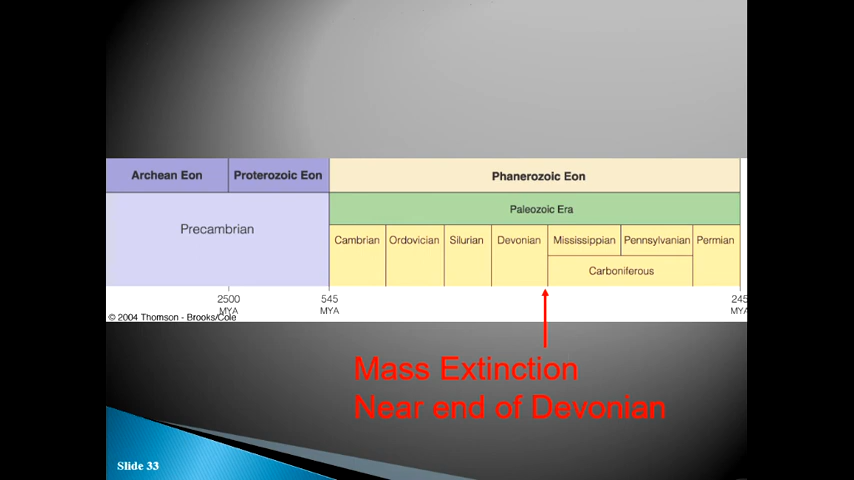 Archean Eon Proterozoic Eon Phanerozoic Eon
Paleozoic Era
Precambrian
Cambrian Ordovician Silurian Devonian Mississippian Pennsylvanian Permian
Carboniferous
2500 545 245
MYA MYA MYA
© 2004 Thomson - Brooks/Cole
Mass Extinction
Near end of Devonian
Slide 33